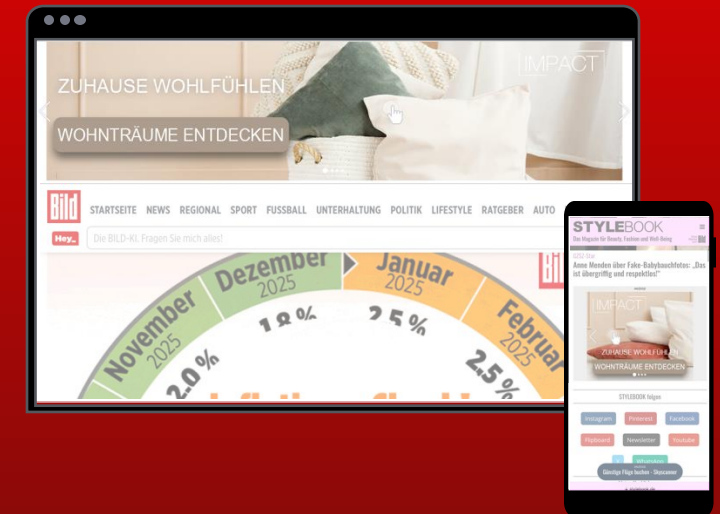 IMPACT
ZUHAUSE WOHLFÜHLEN
WOHNTRÄUME ENTDECKEN
Bild
STARTSEITE NEWS REGIONAL SPORT FUSSBALL UNTERHALTUNG POLITIK LIFESTYLE RATGEBER AUTO
Hey_
Die BILD-KI. Fragen Sie mich alles!
November
2025
2.0 %
Dezember
2025
1.8 %
Januar
2025
2.5 %
Februar
2025
2,5 %
STYLEBOOK
Das Magazin für Beauty, Fashion und Well-Being
GZSZ-Star
Anne Menden über Fake-Babybauchfotos: „Das
ist übergriffig und respektlos!“
IMPACT
ZUHAUSE WOHLFÜHLEN
WOHNTRÄUME ENTDECKEN
STYLEBOOK folgen
Instagram
Pinterest
Facebook
Flipboard
Newsletter
Youtube
WhatsApp
Günstige Flüge buchen - Skyscanner